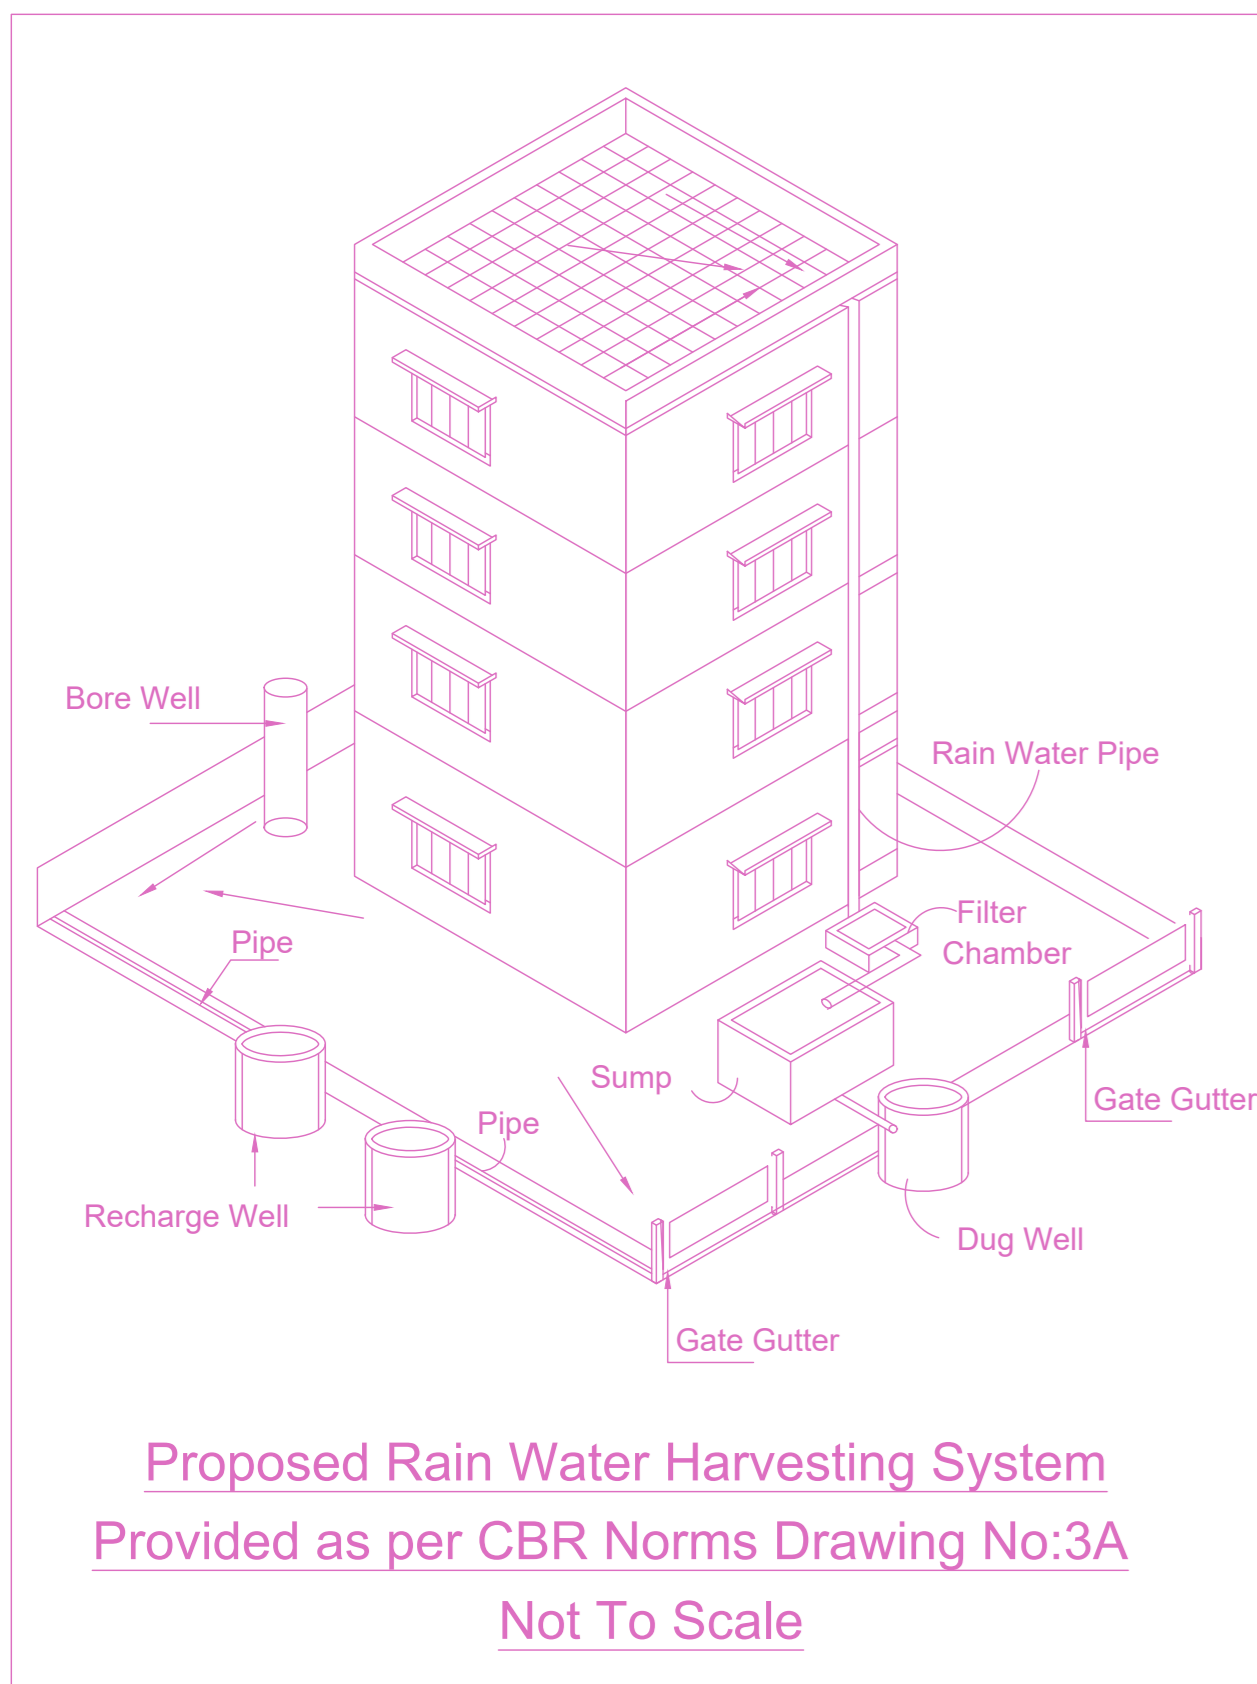 Bore Well
Rain Water Pipe
Filter
Chamber
Pipe
Sump
Gate Gutter
Pipe
Recharge Well
Dug Well
Gate Gutter
Proposed Rain Water Harvesting System
Provided as per CBR Norms Drawing No:3A
Not To Scale